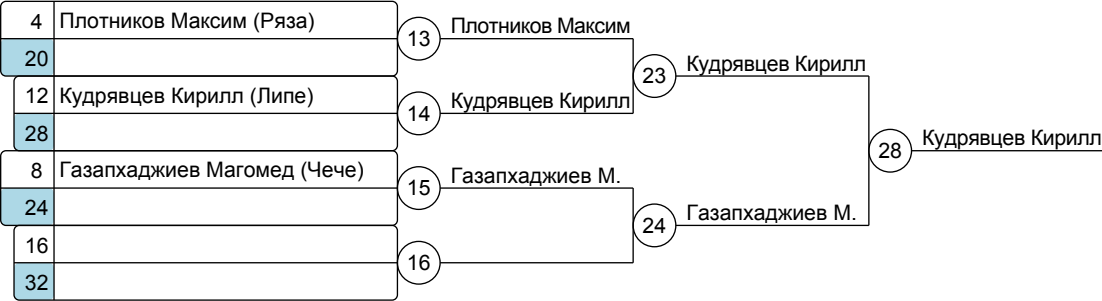 4 Плотников Максим (Ряза)
20
13
Плотников Максим
12 Кудрявцев Кирилл (Липе)
28
14
Кудрявцев Кирилл
23
Кудрявцев Кирилл
8 Газапхаджиев Магомед (Чече)
24
15
Газапхаджиев М.
16
32
16
24
Газапхаджиев М.
28
Кудрявцев Кирилл